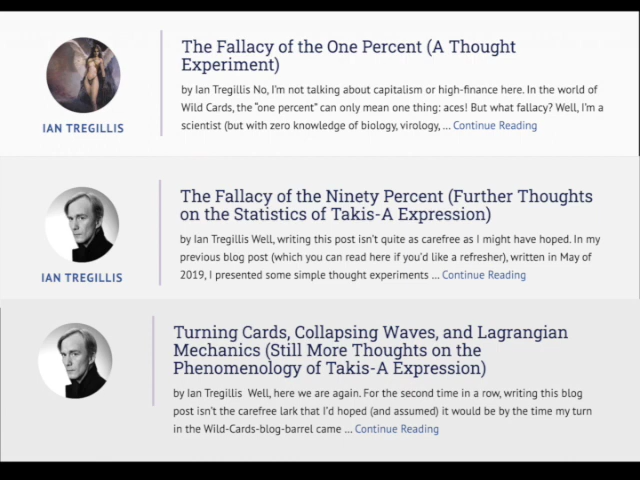 The Fallacy of the One Percent (A Thought
Experiment)
by Ian Tregillis No, I'm not talking about capitalism or high-finance here. In the world of
Wild Cards, the “one percent” can only mean one thing: aces! But what fallacy? Well, I'm a
scientist (but with zero knowledge of biology, virology, ... Continue Reading
IAN TREGILLIS
The Fallacy of the Ninety Percent (Further Thoughts
on the Statistics of Takis-A Expression)
by Ian Tregillis Well, writing this post isn't quite as carefree as I might have hoped. In my
previous blog post (which you can read here if you'd like a refresher), written in May of
2019, I presented some simple thought experiments ... Continue Reading
IAN TREGILLIS
Turning Cards, Collapsing Waves, and Lagrangian
Mechanics (Still More Thoughts on the
Phenomenology of Takis-A Expression)
by Ian Tregillis  Well, here we are again. For the second time in a row, writing this blog
post isn't the carefree lark that I'd hoped (and assumed) it would be by the time my turn
in the Wild-Cards-blog-barrel came ... Continue Reading